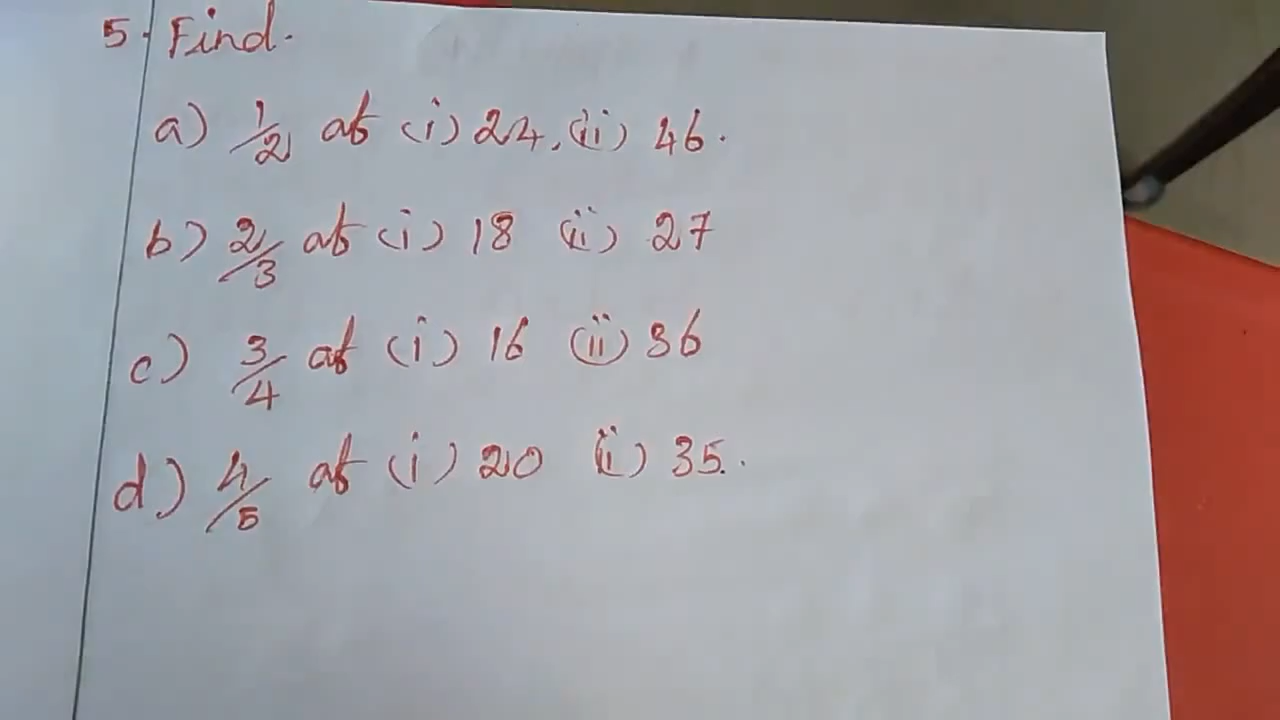 5. Find.
a) 1/2 of (i) 24, (ii) 46.
b) 2/3 of (i) 18 (ii) 27
c) 3/4 of (i) 16 (ii) 36
d) 4/5 of (i) 20 (ii) 35.